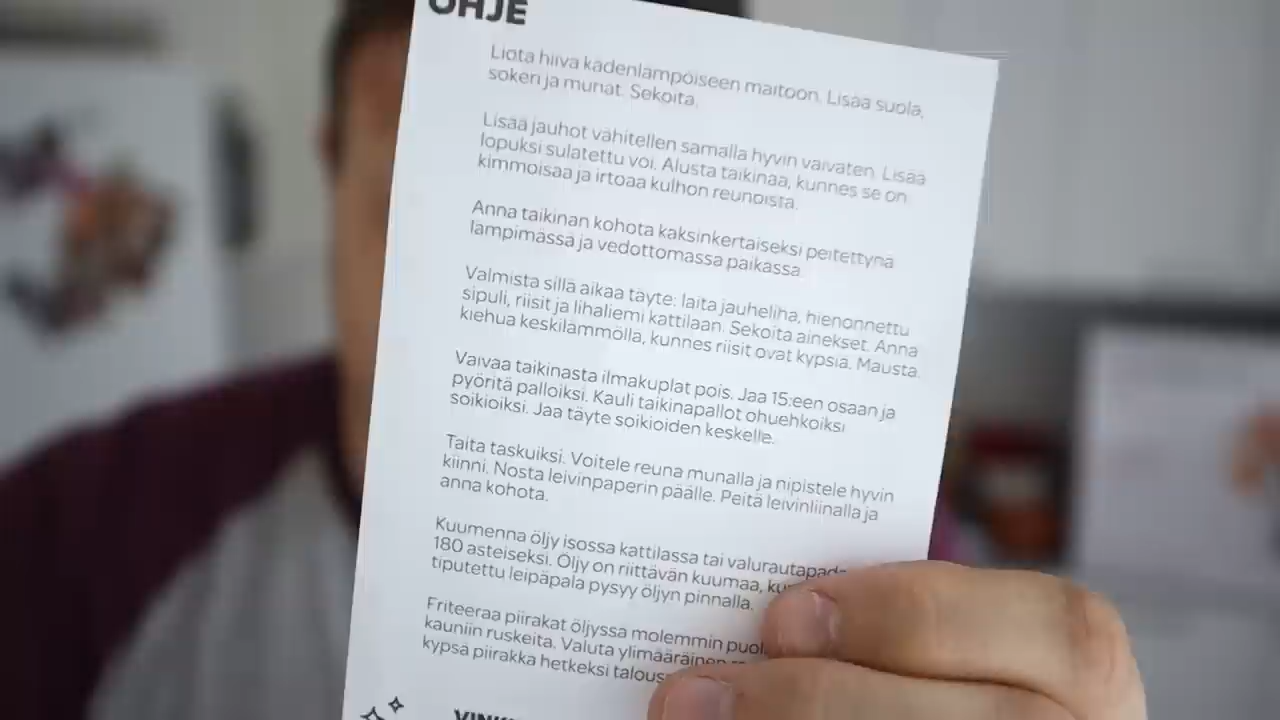 OHJE
Liota hiiva kädenlämpöiseen maitoon. Lisää suola,
sokeri ja munat. Sekoita.
Lisää jauhot vähitellen samalla hyvin vaivaten. Lisää
lopuksi sulatettu voi. Alusta taikinaa, kunnes se on
kimmoisaa ja irtoaa kulhon reunoista.
Anna taikinan kohota kaksinkertaiseksi peitettynä
lämpimässä ja vedottomassa paikassa.
Valmista sillä aikaa täyte: laita jauheliha, hienonnettu
sipuli, riisit ja lihaliemi kattilaan. Sekoita ainekset. Anna
kiehua keskilämmöllä, kunnes riisit ovat kypsiä. Mausta.
Vaivaa taikinasta ilmakuplat pois. Jaa 15:een osaan ja
pyöritä palloiksi. Kauli taikinapallot ohuehkoiksi
soikioiksi. Jaa täyte soikioiden keskelle.
Taita taskuiksi. Voitele reuna munalla ja nipistele hyvin
kiinni. Nosta leivinpaperin päälle. Peitä leivinliinalla ja
anna kohota.
Kuumenna öljy isossa kattilassa tai
180 asteiseksi. Öljy on riittävän kuumaa,
tiputettu leipäpala pysyy öljyn pinnalla.
Friteeraa piirakat öljyssä molemmin
kauniin ruskeita. Valuta
kypsä piirakka hetkeksi